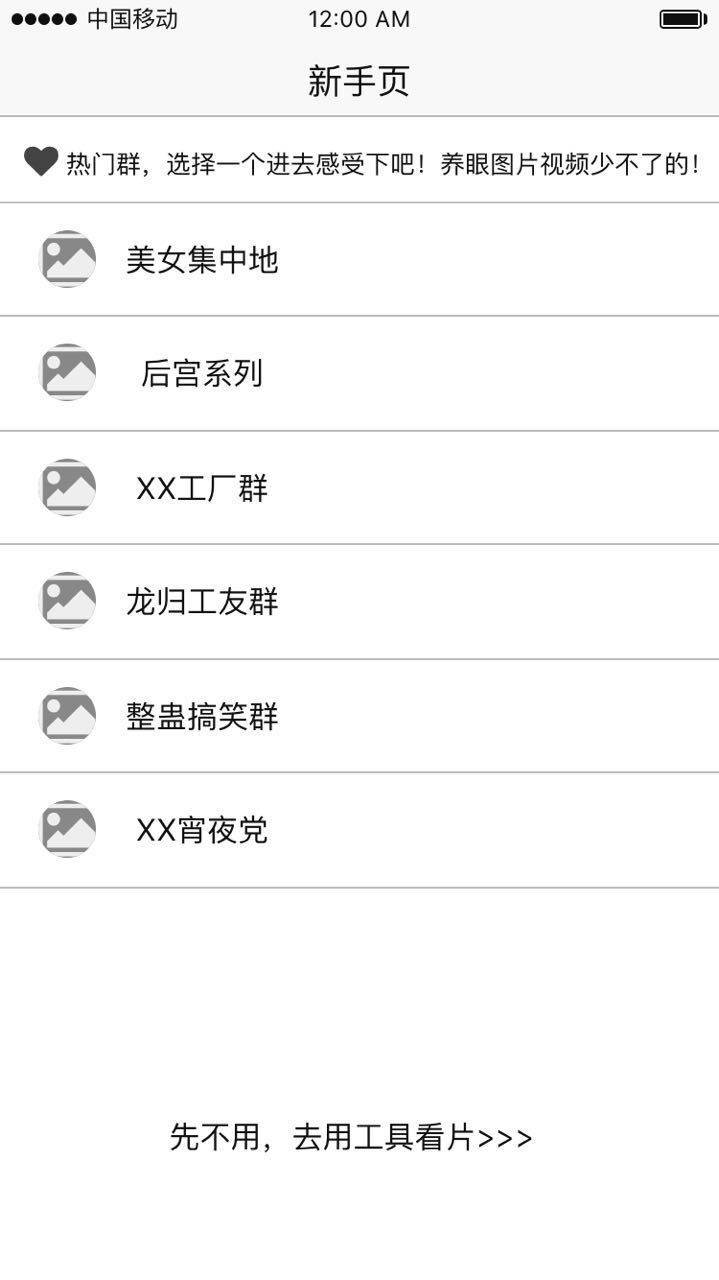 中国移动 12:00 AM
新手页
热门群，选择一个进去感受下吧！养眼图片视频少不了的！
美女集中地
后宫系列
XX工厂群
龙归工友群
整蛊搞笑群
XX宵夜党
先不用，去用工具看片>>>